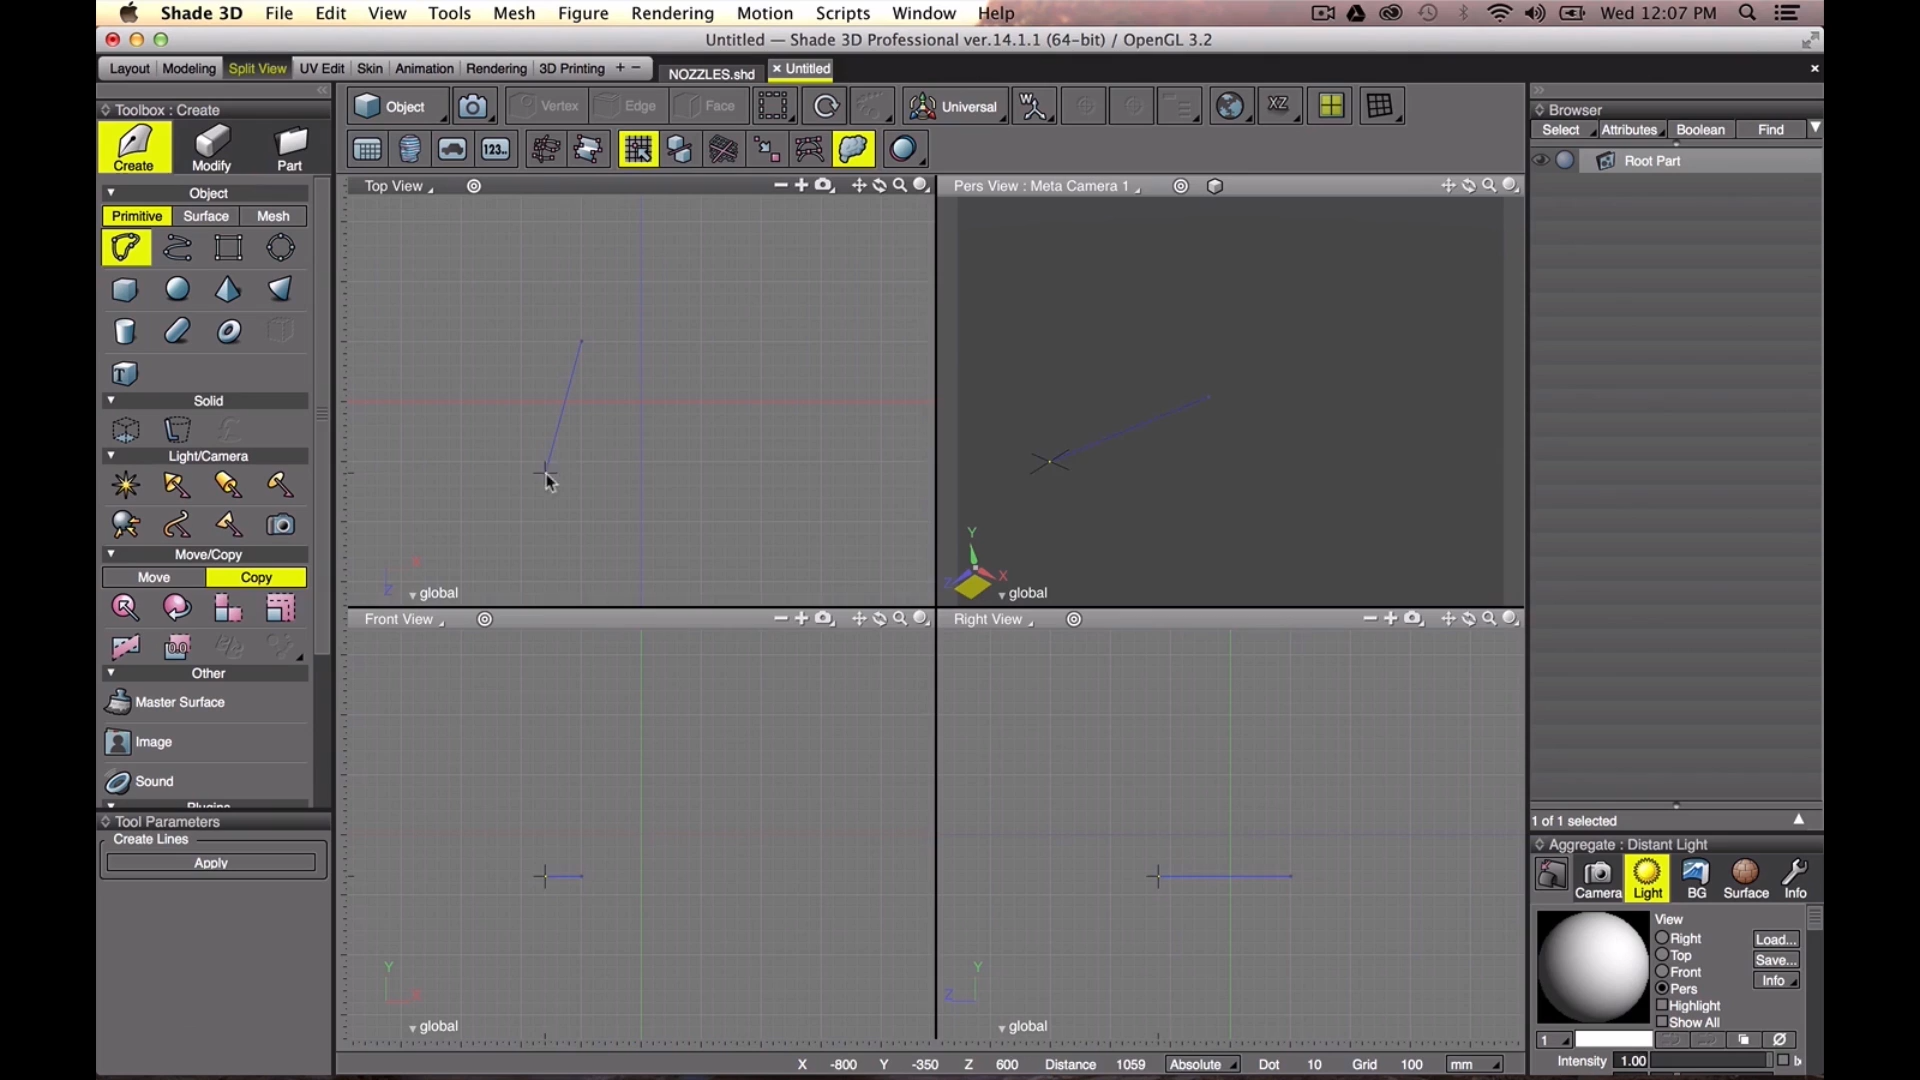 Shade 3D File Edit View Tools Mesh Figure Rendering Motion Scripts Window Help Wed 12:07 PM
Untitled — Shade 3D Professional ver.14.1.1 (64-bit) / OpenGL 3.2
Layout Modeling Split View UV Edit Skin Animation Rendering 3D Printing + − NOZZLES.shd × Untitled ×
Toolbox : Create
Create Modify Part
Object Vertex Edge Face Universal W XZ
123..
Object
Primitive Surface Mesh
T
Solid
Light/Camera
Move/Copy
Move Copy
Other
Master Surface
Image
Sound
Plugins
Tool Parameters
Create Lines
Apply
Top View
X
Z
global
Pers View : Meta Camera 1
Y
Z X
global
Front View
Y
X
global
Right View
Y
Z
global
X -800 Y -350 Z 600 Distance 1059 Absolute Dot 10 Grid 100 mm
Browser
Select Attributes Boolean Find
Root Part
1 of 1 selected
Aggregate : Distant Light
Camera Light BG Surface Info
View
Right Load...
Top
Save...
Front
Info
Pers
Highlight
Show All
1
Intensity 1.00